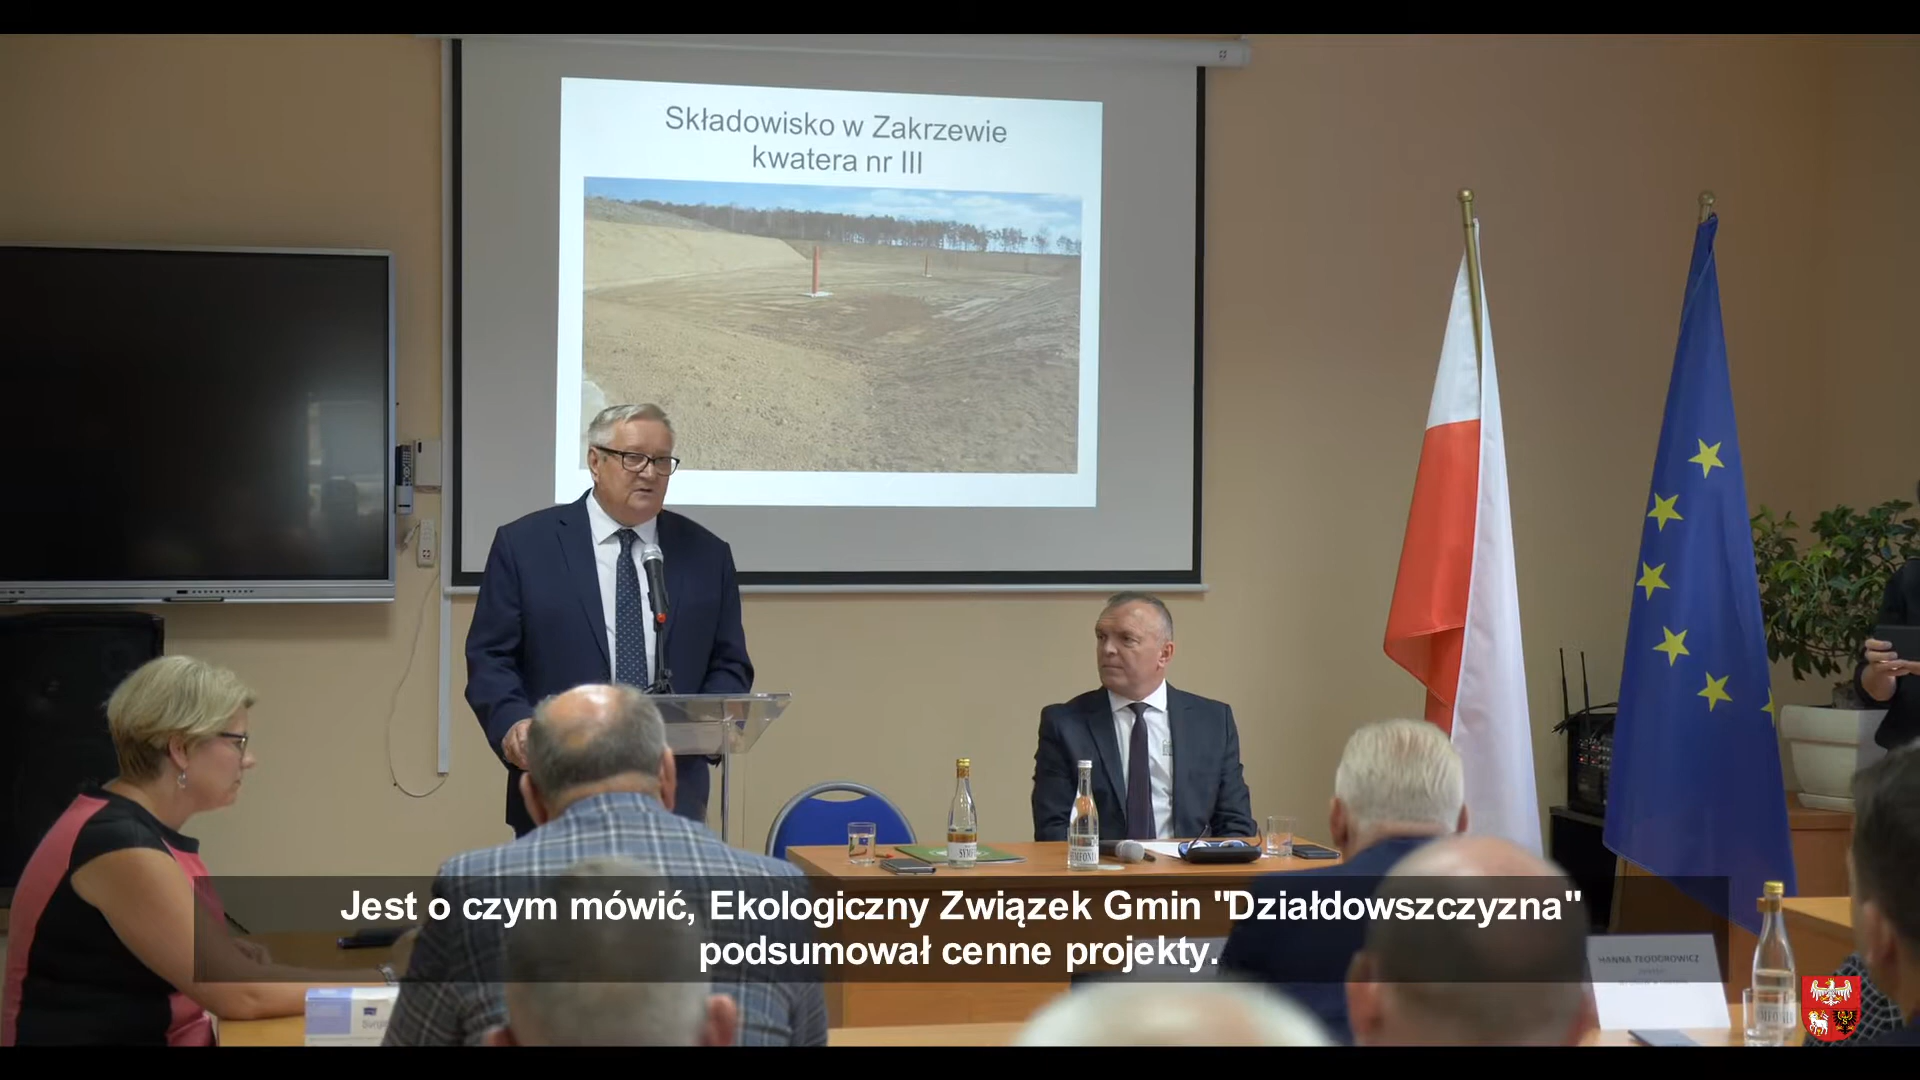 Składowisko w Zakrzewie
kwatera nr III
Jest o czym mówić, Ekologiczny Związek Gmin "Działdowszczyzna"
podsumował cenne projekty.
HANNA TEODOROWICZ